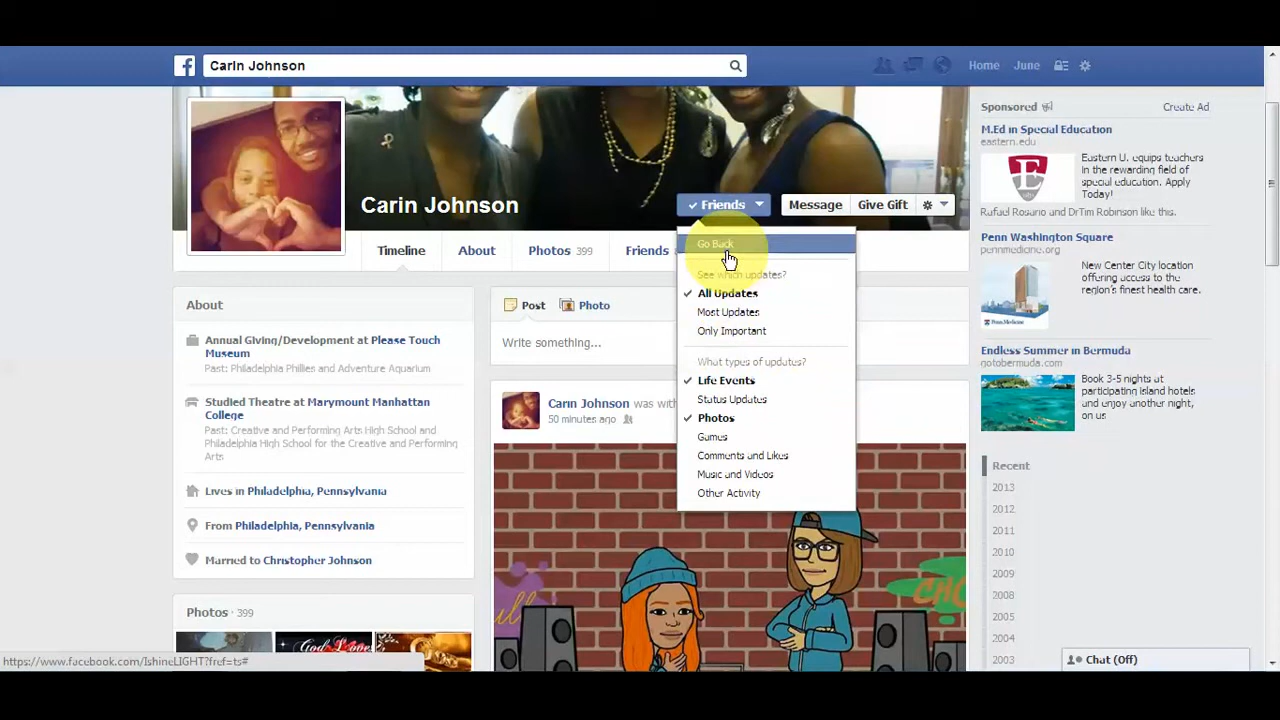 Carin Johnson
Home June
Carin Johnson
Friends
Message
Give Gift
Timeline
About
Photos 399
Friends
Go Back
See which updates?
All Updates
Most Updates
Only Important
What types of updates?
Life Events
Status Updates
Photos
Games
Comments and Likes
Music and Videos
Other Activity
About
Annual Giving/Development at Please Touch
Museum
Past: Philadelphia Phillies and Adventure Aquarium
Studied Theatre at Marymount Manhattan
College
Past: Creative and Performing Arts High School and
Philadelphia High School for the Creative and Performing
Arts
Lives in Philadelphia, Pennsylvania
From Philadelphia, Pennsylvania
Married to Christopher Johnson
Photos · 399
Post Photo
Write something...
Carin Johnson was with
50 minutes ago
Sponsored
Create Ad
M.Ed in Special Education
eastern.edu
Eastern U. equips teachers
in the rewarding field of
special education. Apply
Today!
Rafael Rosario and DrTim Robinson like this.
Penn Washington Square
pennmedicine.org
New Center City location
offering access to the
region's finest health care.
Penn Medicine
Endless Summer in Bermuda
gotobermuda.com
Book 3-5 nights at
participating island hotels
and enjoy another night,
on us
Recent
2013
2012
2011
2010
2009
2008
2005
2004
2003
Chat (Off)
https://www.facebook.com/IshineLIGHT?fref=ts#